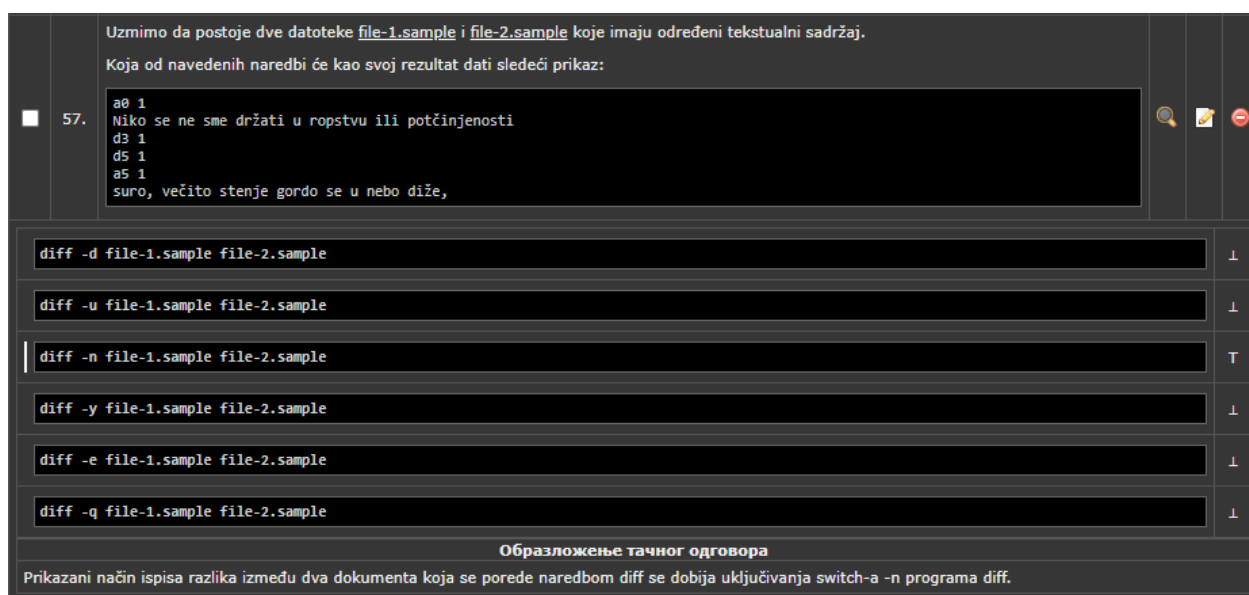 Uzmimo da postoje dve datoteke file-1.sample i file-2.sample koje imaju određeni tekstualni sadržaj.
Koja od navedenih naredbi će kao svoj rezultat dati sledeći prikaz:
57.
a0 1
Niko se ne sme držati u ropstvu ili potčinjenosti
d3 1
d5 1
a5 1
suro, večito stenje gordo se u nebo diže,
diff -d file-1.sample file-2.sample ⊥
diff -u file-1.sample file-2.sample ⊥
diff -n file-1.sample file-2.sample T
diff -y file-1.sample file-2.sample ⊥
diff -e file-1.sample file-2.sample ⊥
diff -q file-1.sample file-2.sample ⊥
Образложење тачног одговора
Prikazani način ispisa razlika između dva dokumenta koja se porede naredbom diff se dobija uključivanja switch-a -n programa diff.